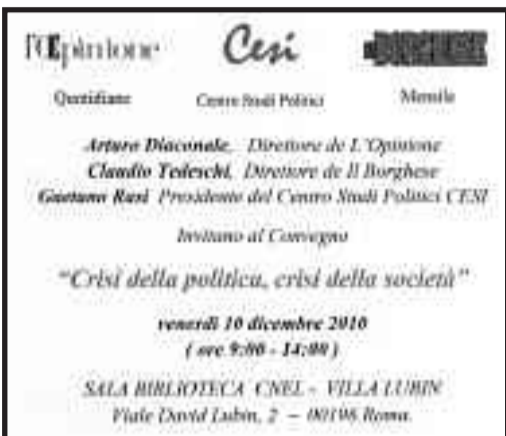 l'Opinione Cesi il BORGHESE
Quotidiano Centro Studi Politici Mensile
Arturo Diaconale, Direttore de L'Opinione
Claudio Tedeschi, Direttore de Il Borghese
Gaetano Rasi Presidente del Centro Studi Politici CESI
Invitano al Convegno
"Crisi della politica, crisi della società"
venerdì 10 dicembre 2010
( ore 9:00 - 14:00 )
SALA BIBLIOTECA CNEL - VILLA LUBIN
Viale David Lubin, 2 – 00196 Roma.